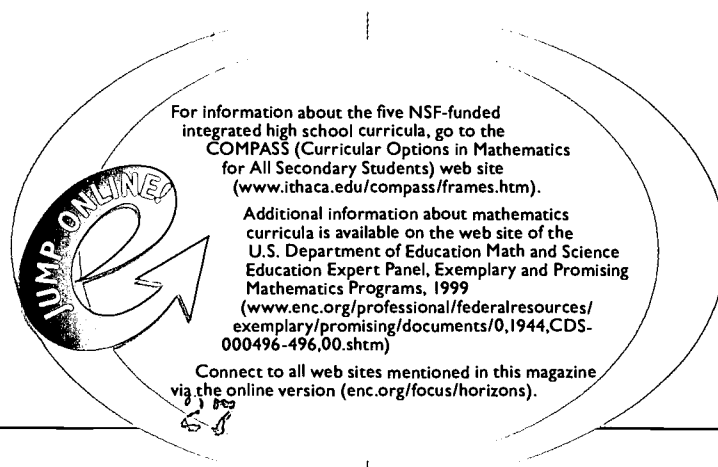 JUMP ONLINE!
For information about the five NSF-funded
integrated high school curricula, go to the
COMPASS (Curricular Options in Mathematics
for All Secondary Students) web site
(www.ithaca.edu/compass/frames.htm).
Additional information about mathematics
curricula is available on the web site of the
U.S. Department of Education Math and Science
Education Expert Panel, Exemplary and Promising
Mathematics Programs, 1999
(www.enc.org/professional/federalresources/
exemplary/promising/documents/0,1944,CDS-
000496-496,00.shtm)
Connect to all web sites mentioned in this magazine
via the online version (enc.org/focus/horizons).